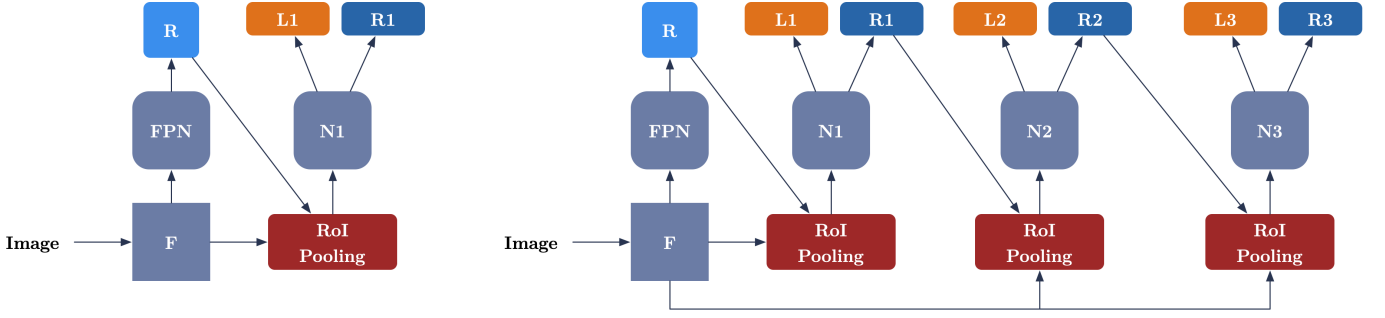 R L1 R1 R L1 R1 L2 R2 L3 R3
FPN N1 FPN N1 N2 N3
Image F RoI Pooling Image F RoI Pooling RoI Pooling RoI Pooling